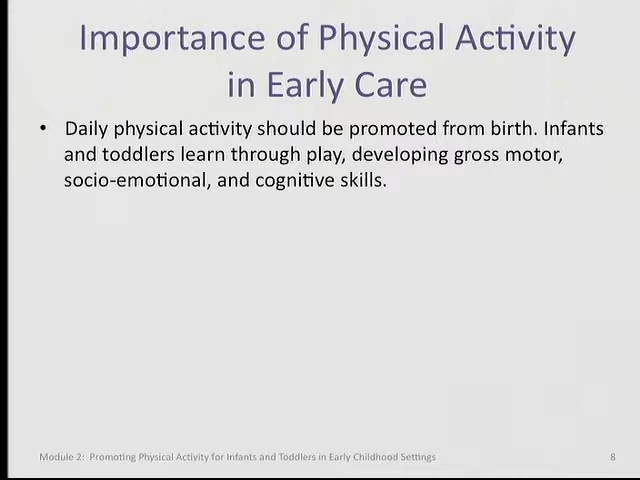 Importance of Physical Activity
in Early Care
• Daily physical activity should be promoted from birth. Infants
and toddlers learn through play, developing gross motor,
socio-emotional, and cognitive skills.
Module 2: Promoting Physical Activity for Infants and Toddlers in Early Childhood Settings
8